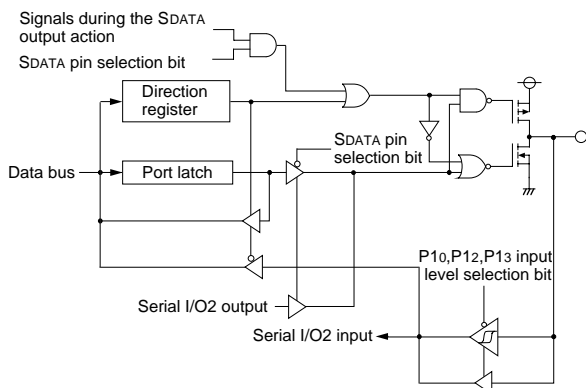 Signals during the SDATA
output action
SDATA pin selection bit
Direction
register
SDATA pin
selection bit
Data bus
Port latch
P10,P12,P13 input
level selection bit
Serial I/O2 output
Serial I/O2 input